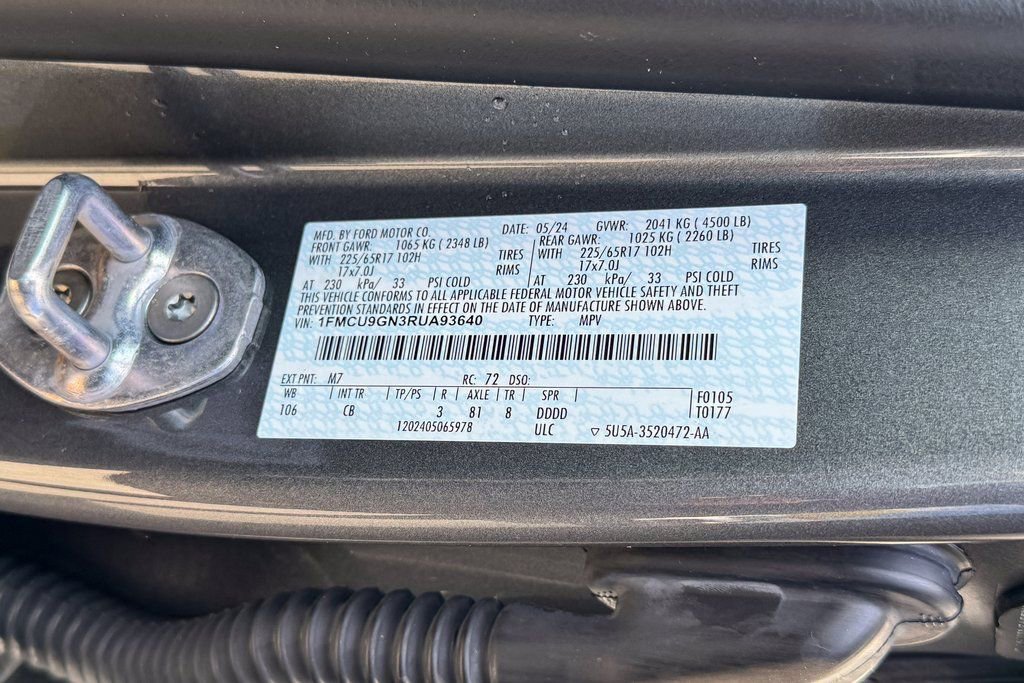 MFD. BY FORD MOTOR CO. DATE: 05/24 GVWR: 2041 KG ( 4500 LB)
FRONT GAWR: 1065 KG ( 2348 LB) REAR GAWR: 1025 KG ( 2260 LB)
WITH 225/65R17 102H TIRES WITH 225/65R17 102H TIRES
17x7.0J RIMS 17x7.0J RIMS
AT 230 kPa/ 33 PSI COLD AT 230 kPa/ 33 PSI COLD
THIS VEHICLE CONFORMS TO ALL APPLICABLE FEDERAL MOTOR VEHICLE SAFETY AND THEFT
PREVENTION STANDARDS IN EFFECT ON THE DATE OF MANUFACTURE SHOWN ABOVE.
VIN: 1FMCU9GN3RUA93640 TYPE: MPV
EXT PNT: M7 RC: 72 DSO:
WB INT TR TP/PS R AXLE TR SPR F0105
106 CB 3 81 8 DDDD T0177
1202405065978 ULC ▽ 5U5A-3520472-AA